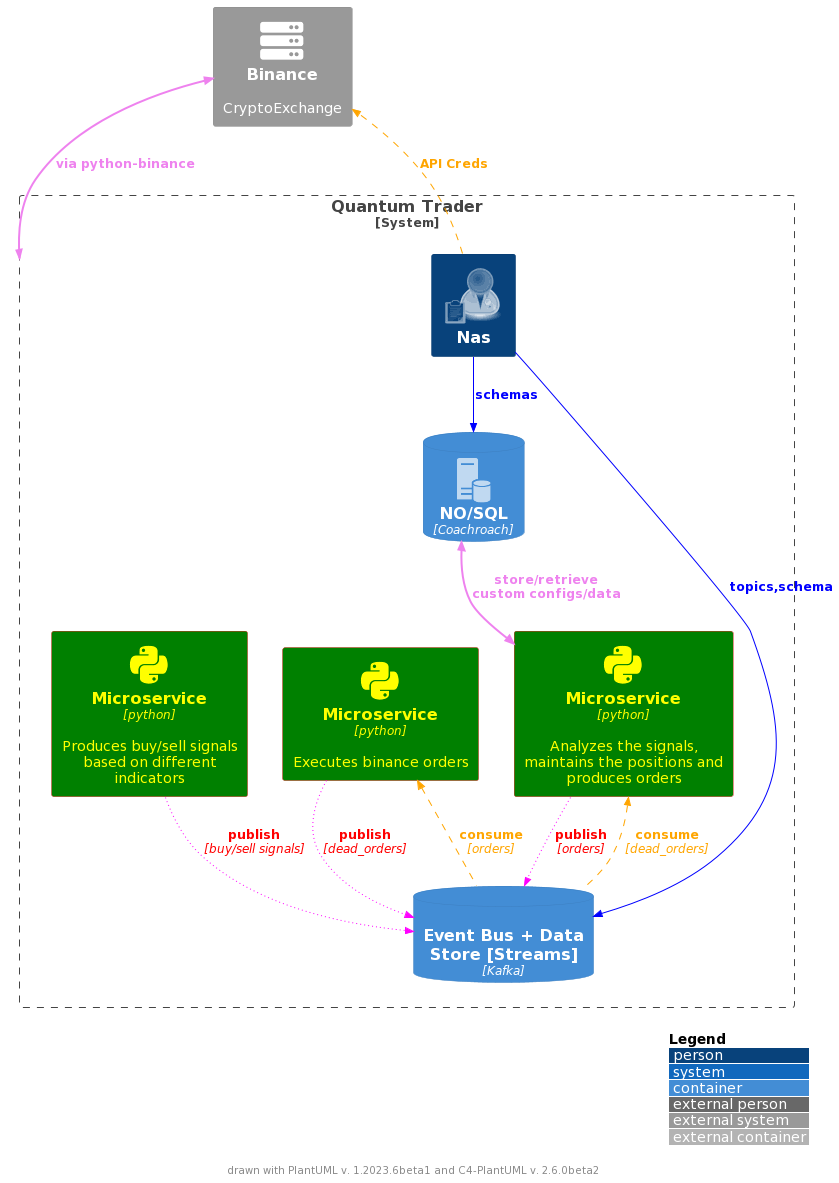 Binance
CryptoExchange
via python-binance
API Creds
Quantum Trader
[System]
Nas
schemas
NO/SQL
[Coachroach]
store/retrieve
custom configs/data
topics,schema
Microservice
[python]
Produces buy/sell signals
based on different
indicators
Microservice
[python]
Executes binance orders
Microservice
[python]
Analyzes the signals,
maintains the positions and
produces orders
publish
[buy/sell signals]
publish
[dead_orders]
consume
[orders]
publish
[orders]
consume
[dead_orders]
Event Bus + Data
Store [Streams]
[Kafka]
Legend
person
system
container
external person
external system
external container
drawn with PlantUML v. 1.2023.6beta1 and C4-PlantUML v. 2.6.0beta2